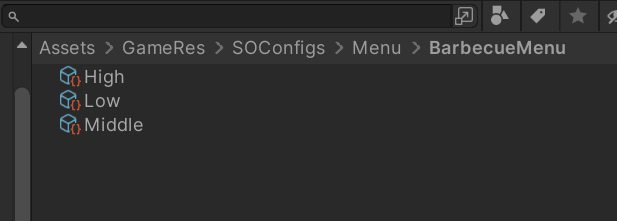 Assets > GameRes > SOConfigs > Menu > BarbecueMenu
High
Low
Middle